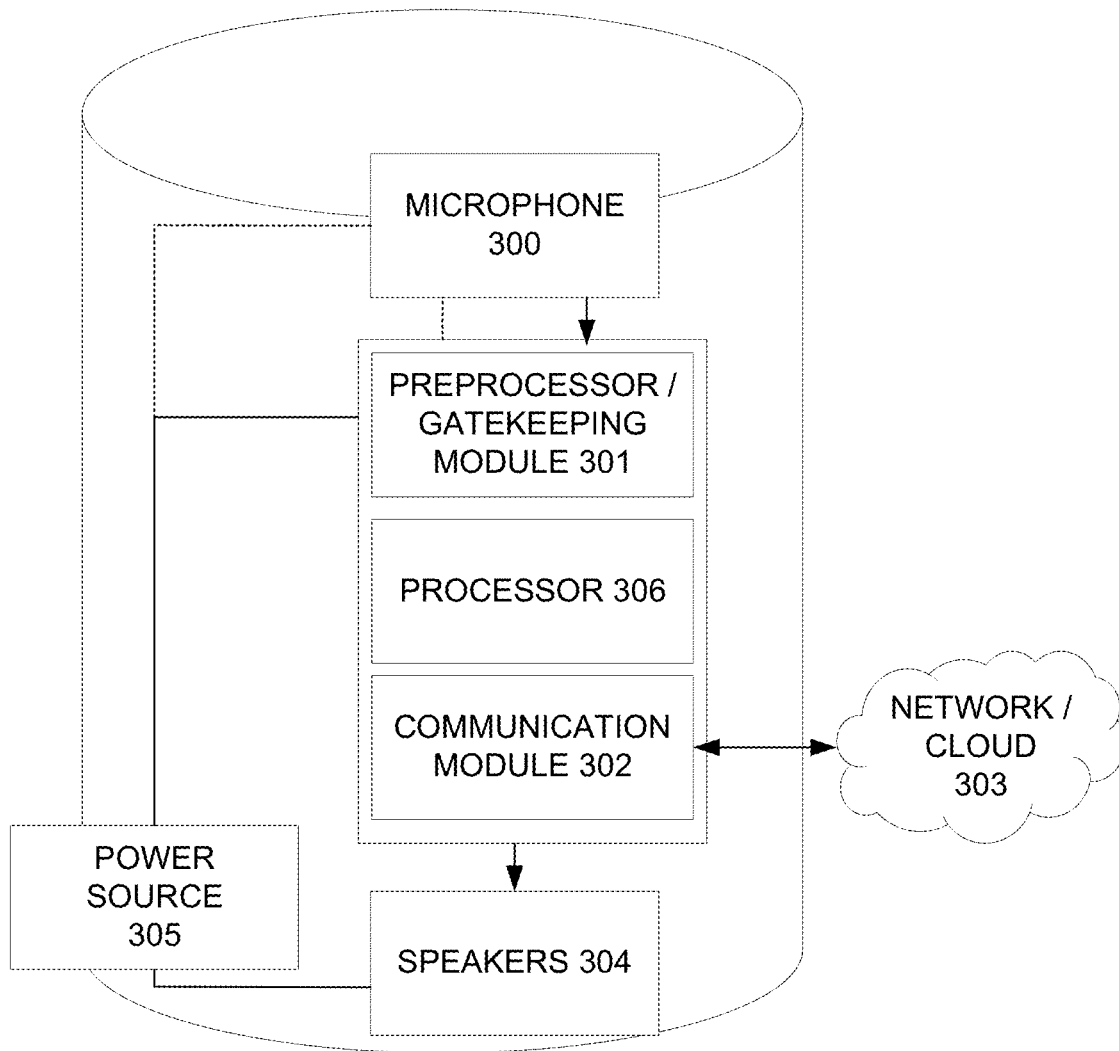 MICROPHONE
300
PREPROCESSOR /
GATEKEEPING
MODULE 301
PROCESSOR 306
COMMUNICATION
MODULE 302
NETWORK /
CLOUD
303
POWER
SOURCE
305
SPEAKERS 304